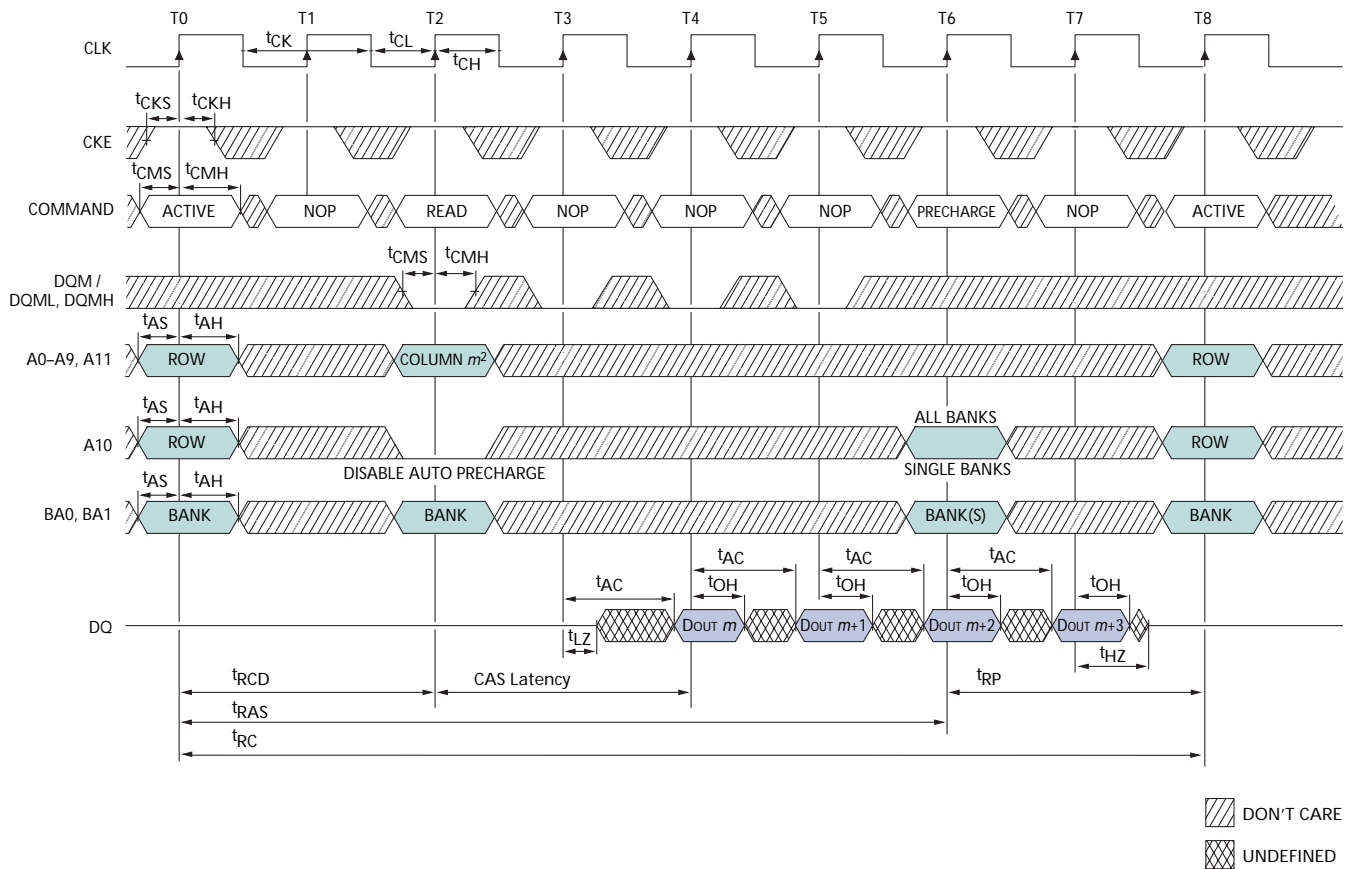 T0 T1 T2 T3 T4 T5 T6 T7 T8
CLK
tCK tCL
tCH
tCKS tCKH
CKE
tCMS tCMH
COMMAND ACTIVE NOP READ NOP NOP NOP PRECHARGE NOP ACTIVE
tCMS tCMH
DQM /
DQML, DQMH
tAS tAH
A0–A9, A11 ROW COLUMN m² ROW
tAS tAH ALL BANKS
A10 ROW ROW
DISABLE AUTO PRECHARGE SINGLE BANKS
tAS tAH
BA0, BA1 BANK BANK BANK(S) BANK
tAC tAC tAC
tAC tOH tOH tOH tOH
DQ DOUT m DOUT m+1 DOUT m+2 DOUT m+3
tLZ tHZ
tRCD CAS Latency tRP
tRAS
tRC
DON'T CARE
UNDEFINED